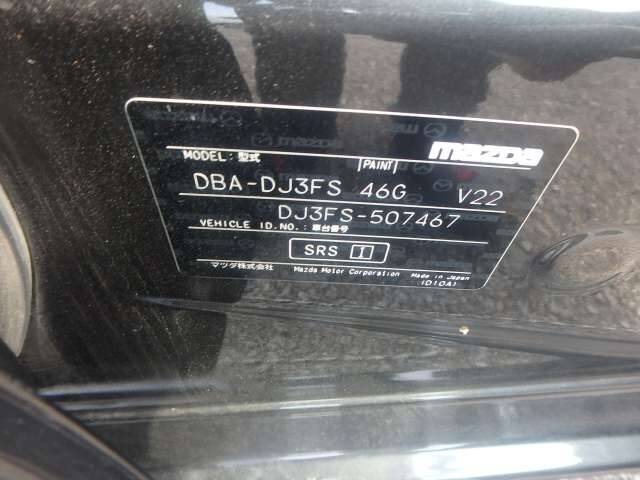 mazda
MODEL：型式 PAINT
DBA-DJ3FS 46G V22
DJ3FS-507467
VEHICLE ID.NO.：車台番号
SRS I
マツダ株式会社 Mazda Motor Corporation Made in Japan
(D10A)